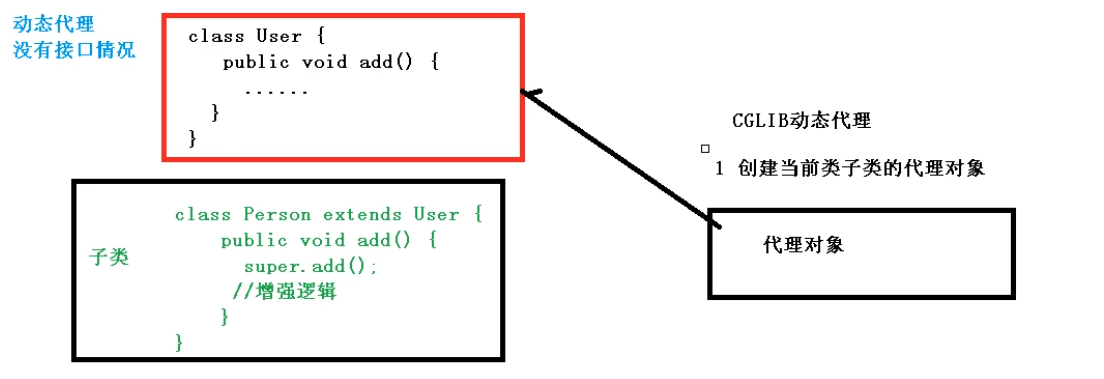 动态代理
没有接口情况
class User {
public void add() {
......
}
}
CGLIB动态代理
1 创建当前类子类的代理对象
子类
class Person extends User {
public void add() {
super.add();
//增强逻辑
}
}
代理对象